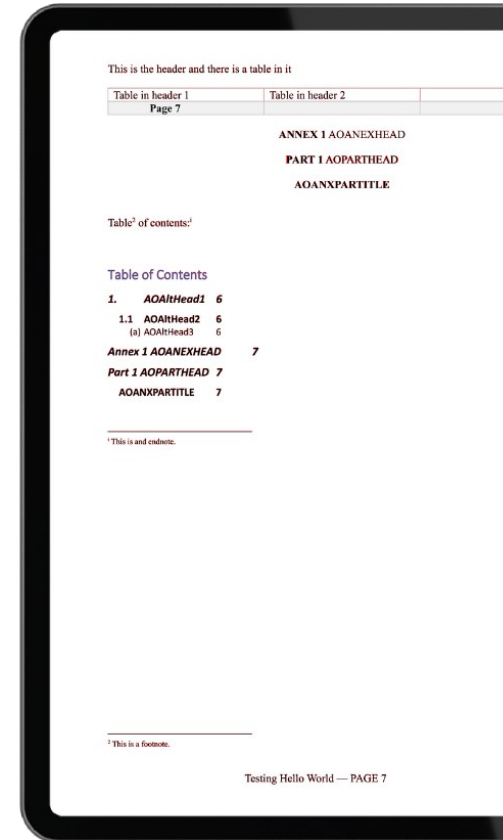 This is the header and there is a table in it
Table in header 1 Table in header 2
Page 7
ANNEX 1 AOANEXHEAD
PART 1 AOPARTHEAD
AOANXPARTITLE
Table² of contents:ⁱ
Table of Contents
1. AOAltHead1 6
1.1 AOAltHead2 6
(a) AOAltHead3 6
Annex 1 AOANEXHEAD 7
Part 1 AOPARTHEAD 7
AOANXPARTITLE 7
ⁱ This is and endnote.
² This is a footnote.
Testing Hello World — PAGE 7